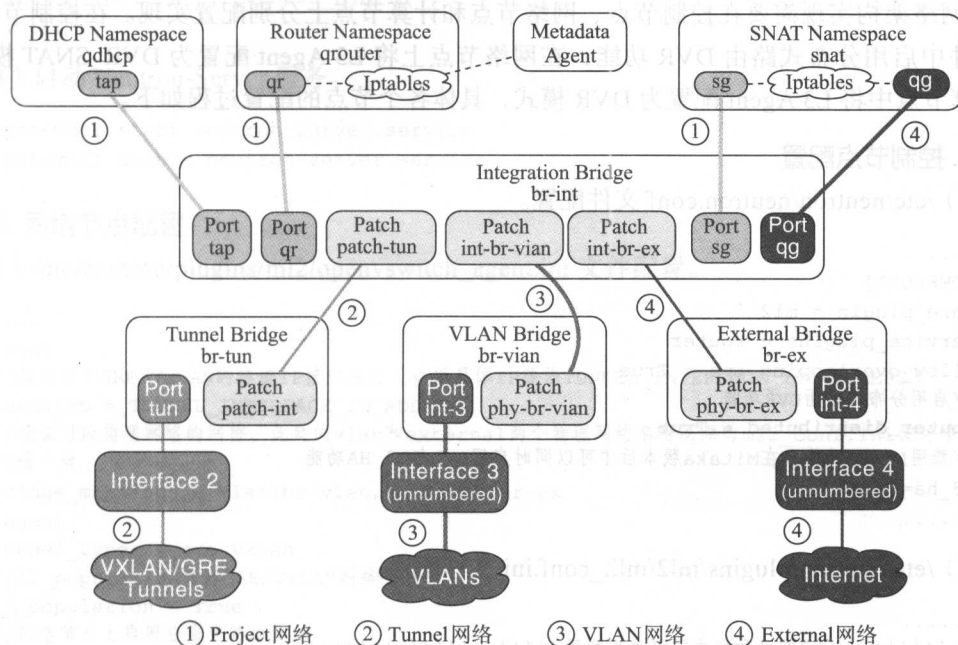 DHCP Namespace
qdhcp
tap
Router Namespace
qrouter
qr
Iptables
Metadata
Agent
SNAT Namespace
snat
sg
Iptables
qg
①
①
①
④
Integration Bridge
br-int
Port
tap
Port
qr
Patch
patch-tun
Patch
int-br-vian
Patch
int-br-ex
Port
sg
Port
qg
②
③
④
Tunnel Bridge
br-tun
Port
tun
Patch
patch-int
VLAN Bridge
br-vian
Port
int-3
Patch
phy-br-vian
External Bridge
br-ex
Patch
phy-br-ex
Port
int-4
Interface 2
Interface 3
(unnumbered)
Interface 4
(unnumbered)
②
③
④
VXLAN/GRE
Tunnels
VLANs
Internet
① Project网络 ② Tunnel网络 ③ VLAN网络 ④ External网络